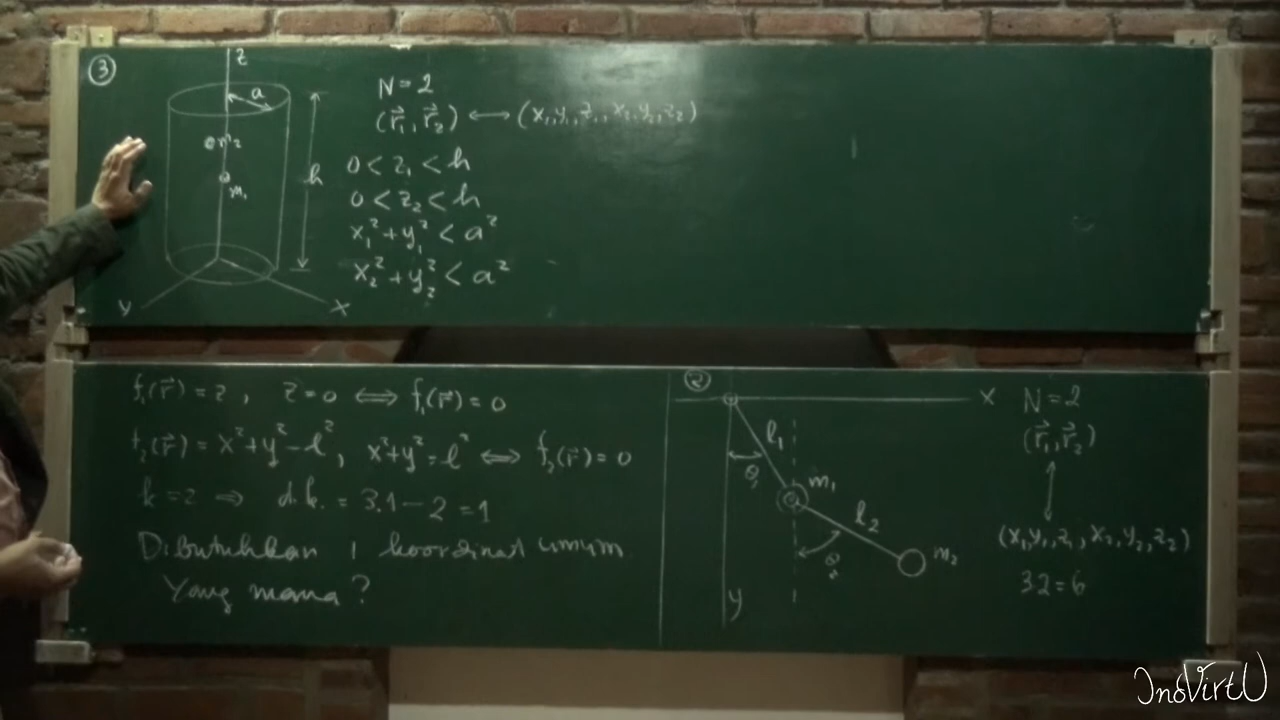 ③
z
a
m₂
m₁
h
y
x
N = 2
(r⃗₁, r⃗₂) ⟷ (x₁, y₁, z₁, x₂, y₂, z₂)
0 < z₁ < h
0 < z₂ < h
x₁² + y₁² < a²
x₂² + y₂² < a²
f₁(r⃗) = z, z = 0 ⟺ f₁(r⃗) = 0
f₂(r⃗) = x² + y² - l², x² + y² = l² ⟺ f₂(r⃗) = 0
k = 2 ⇒ d.k. = 3.1 - 2 = 1
Dibutuhkan 1 koordinat umum
Yang mana?
②
x
l₁
θ₁
m₁
l₂
θ₂
m₂
y
N = 2
(r⃗₁, r⃗₂)
(x₁, y₁, z₁, x₂, y₂, z₂)
3.2 = 6
InoVirtU